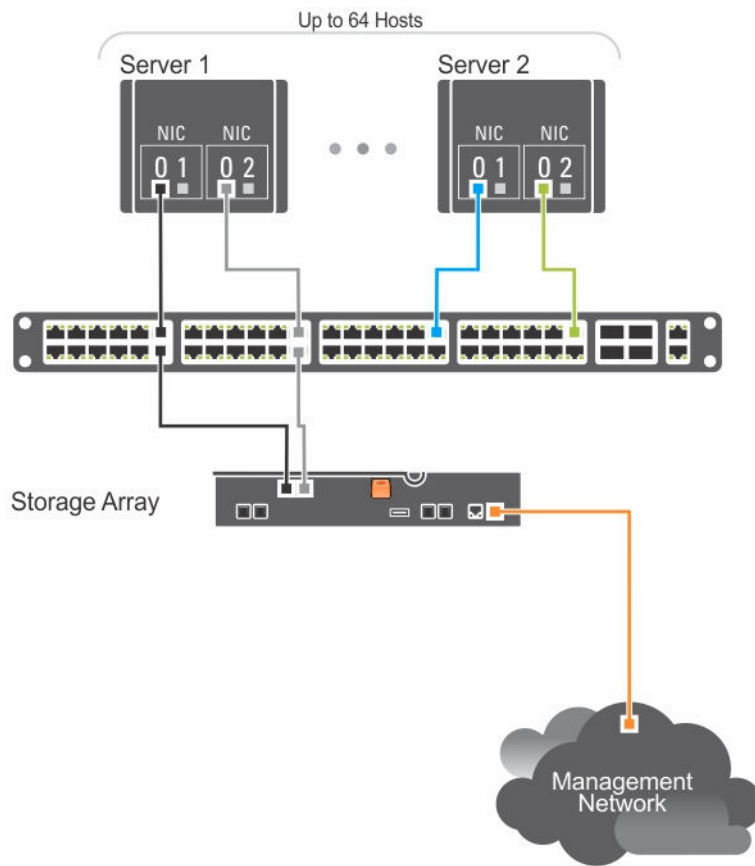 Up to 64 Hosts
Server 1
Server 2
NIC NIC
NIC NIC
0 1 0 2
0 1 0 2
Storage Array
Management
Network